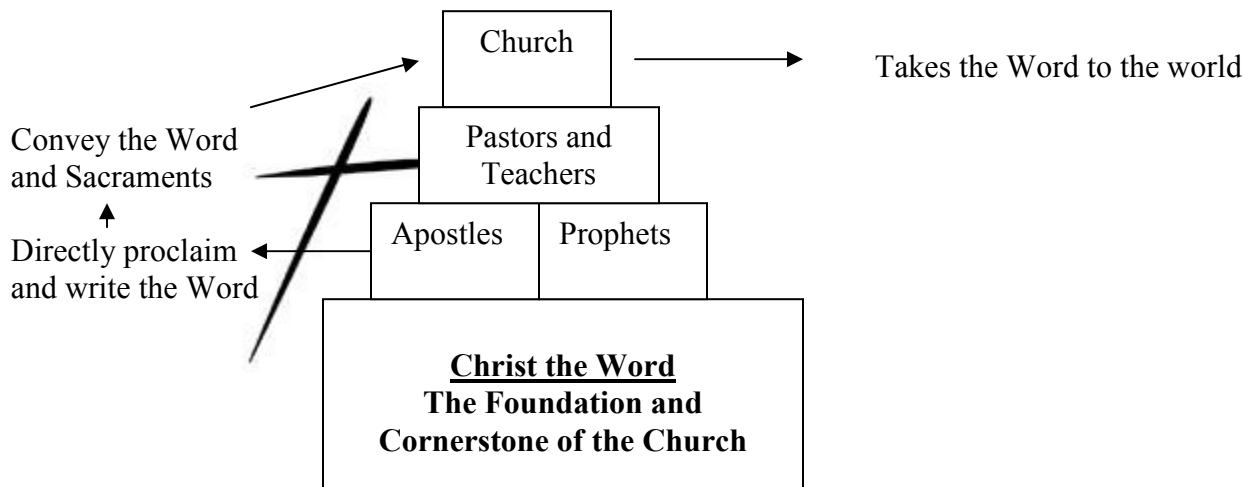 Church
Takes the Word to the world
Convey the Word
and Sacraments
Pastors and
Teachers
Directly proclaim
and write the Word
Apostles
Prophets
Christ the Word
The Foundation and
Cornerstone of the Church